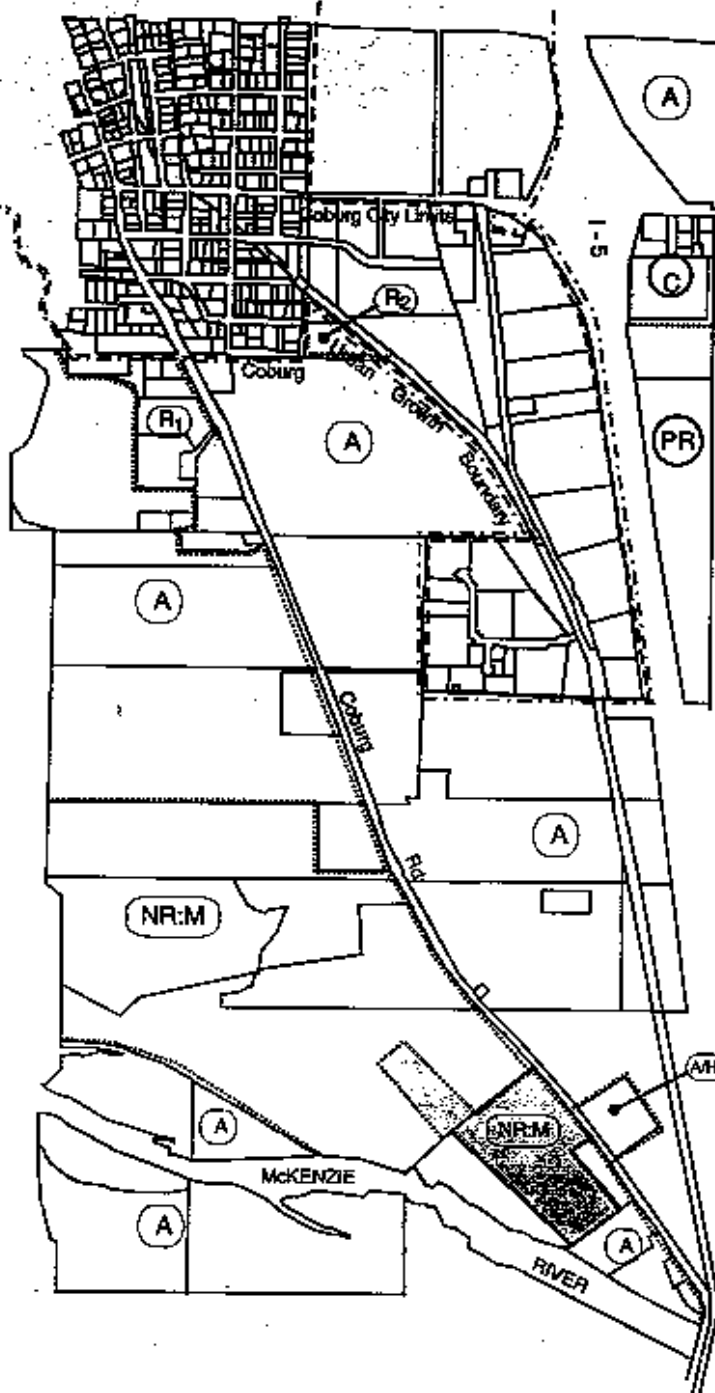 A
Coburg City Limits
I-5
C
R2
Coburg
Urban Growth Boundary
R1
A
PR
A
Coburg
Rd.
A
NR:M
A/H
NR:M
A
McKENZIE
RIVER
A
A